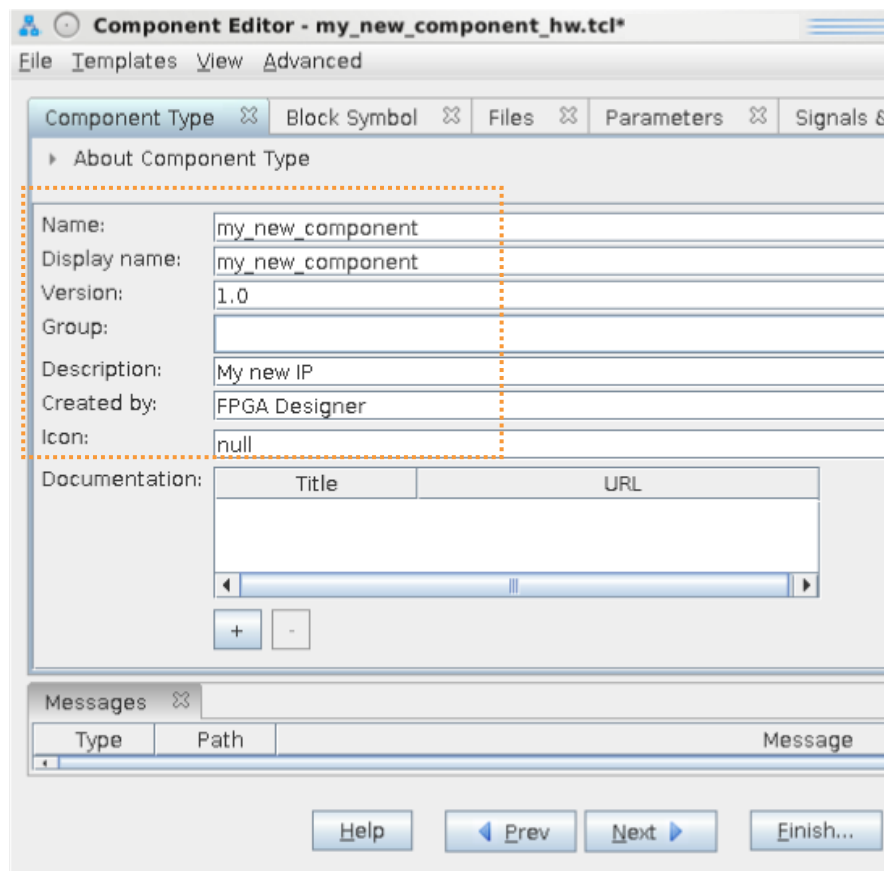 Component Editor - my_new_component_hw.tcl*
File Templates View Advanced
Component Type Block Symbol Files Parameters Signals &
About Component Type
Name: my_new_component
Display name: my_new_component
Version: 1.0
Group:
Description: My new IP
Created by: FPGA Designer
Icon: null
Documentation: Title URL
+ -
Messages
Type Path Message
Help Prev Next Finish...